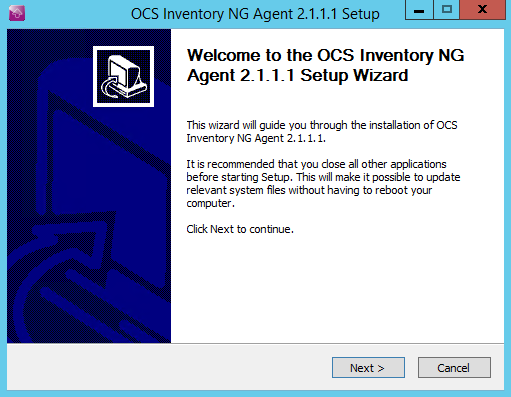 OCS Inventory NG Agent 2.1.1.1 Setup
Welcome to the OCS Inventory NG
Agent 2.1.1.1 Setup Wizard
This wizard will guide you through the installation of OCS
Inventory NG Agent 2.1.1.1.
It is recommended that you close all other applications
before starting Setup. This will make it possible to update
relevant system files without having to reboot your
computer.
Click Next to continue.
Next >
Cancel